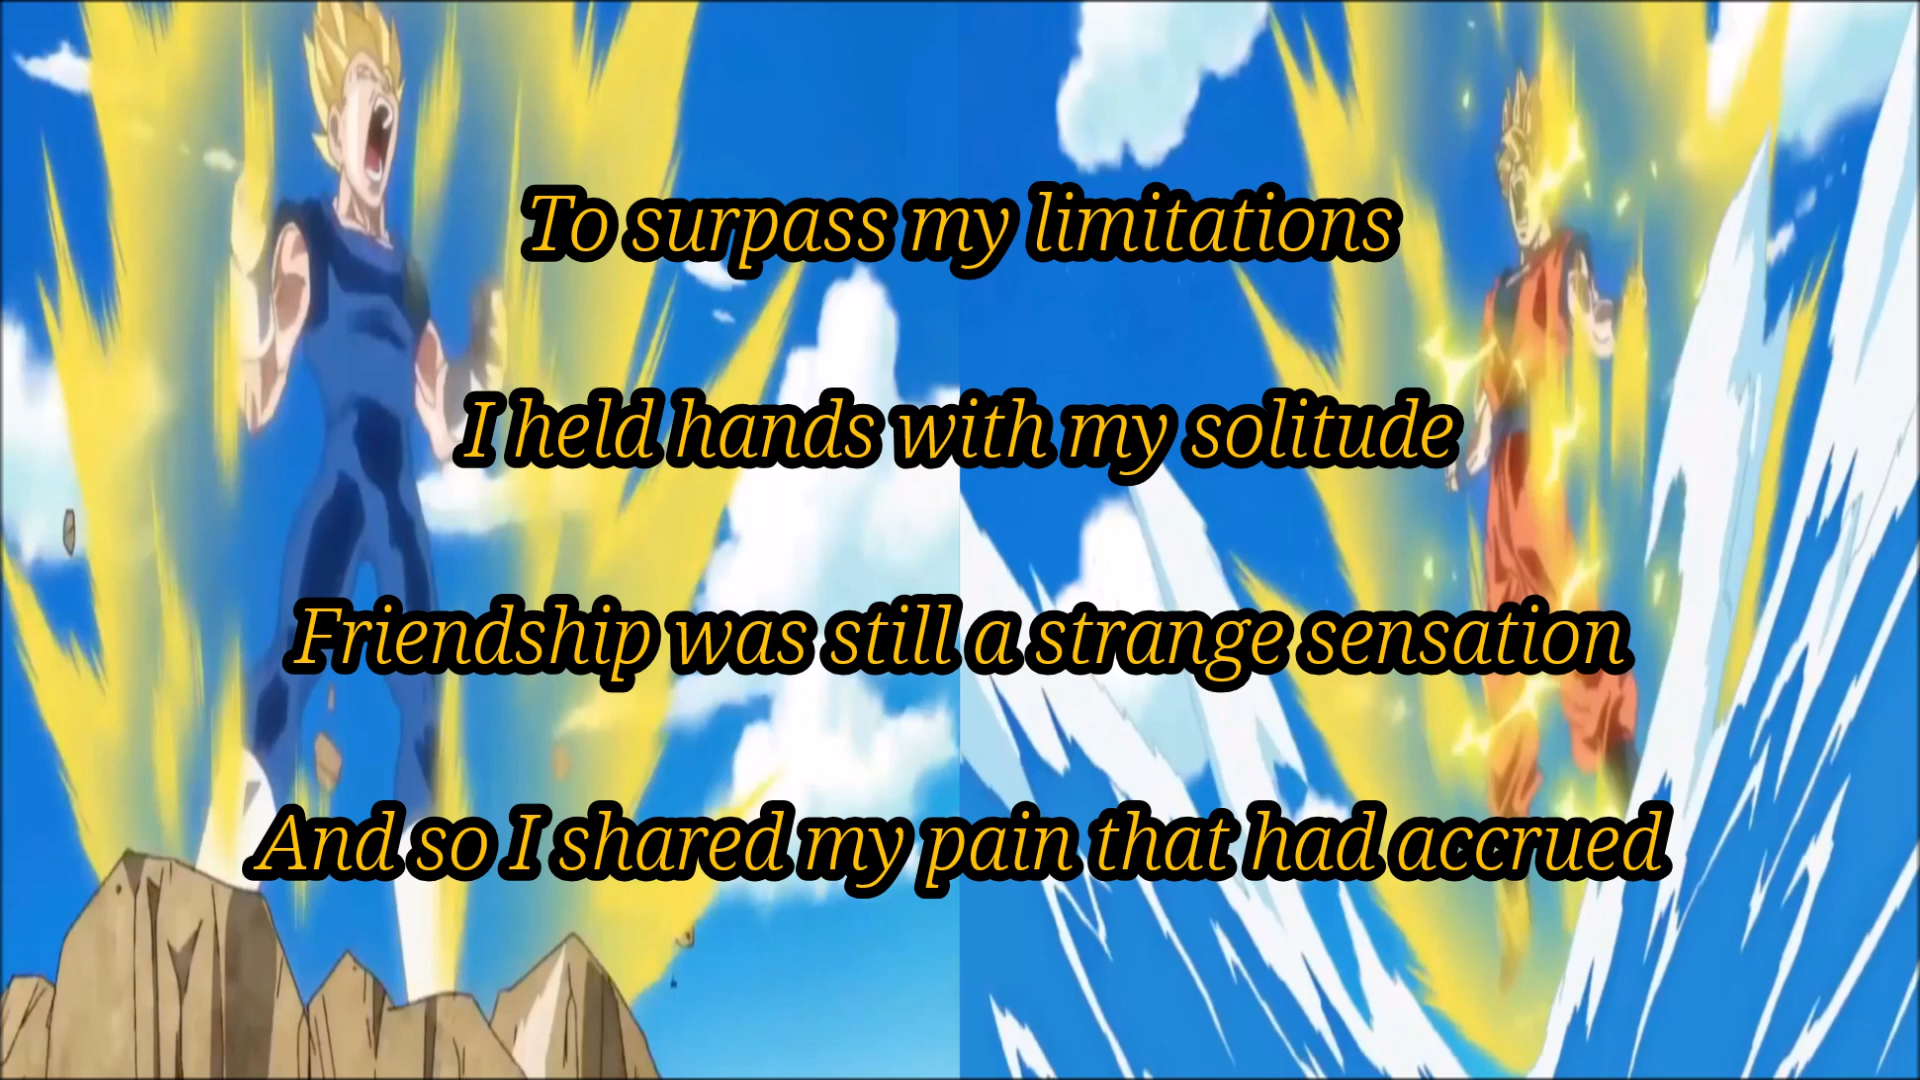 To surpass my limitations
I held hands with my solitude
Friendship was still a strange sensation
And so I shared my pain that had accrued